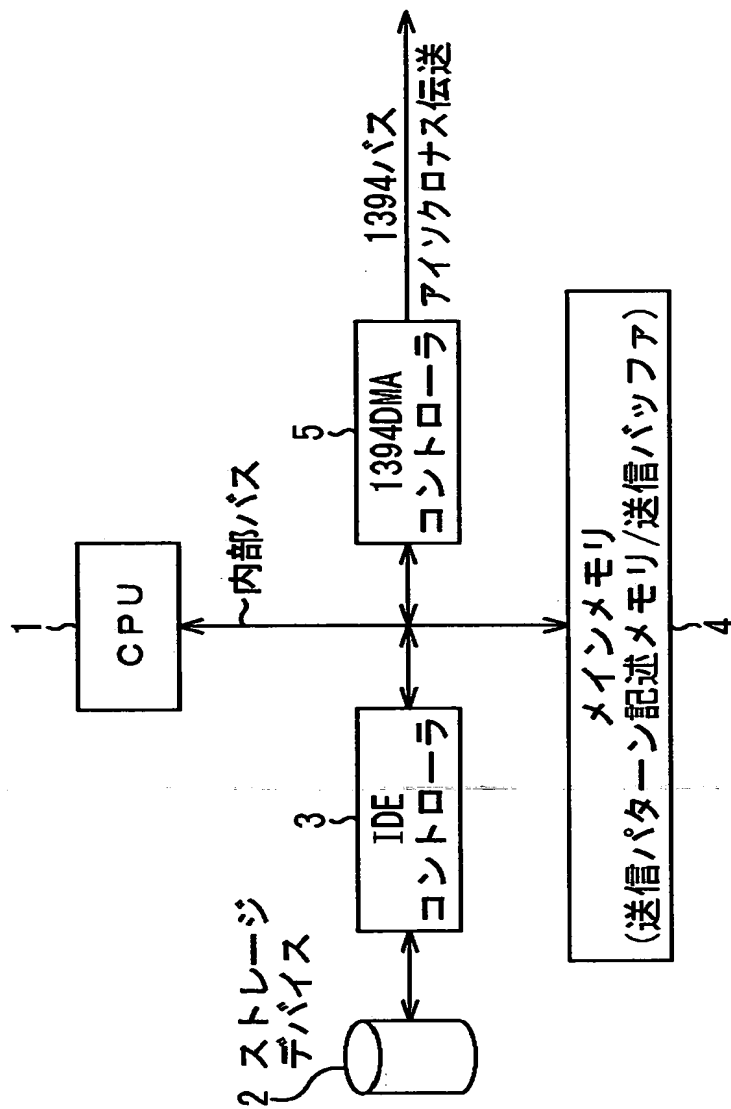 1
CPU
内部バス
2 ストレージ
デバイス
3
IDE
コントローラ
5
1394DMA
コントローラ
1394バス
アイソクロナス伝送
メインメモリ
(送信パターン記述メモリ/送信バッファ)
4